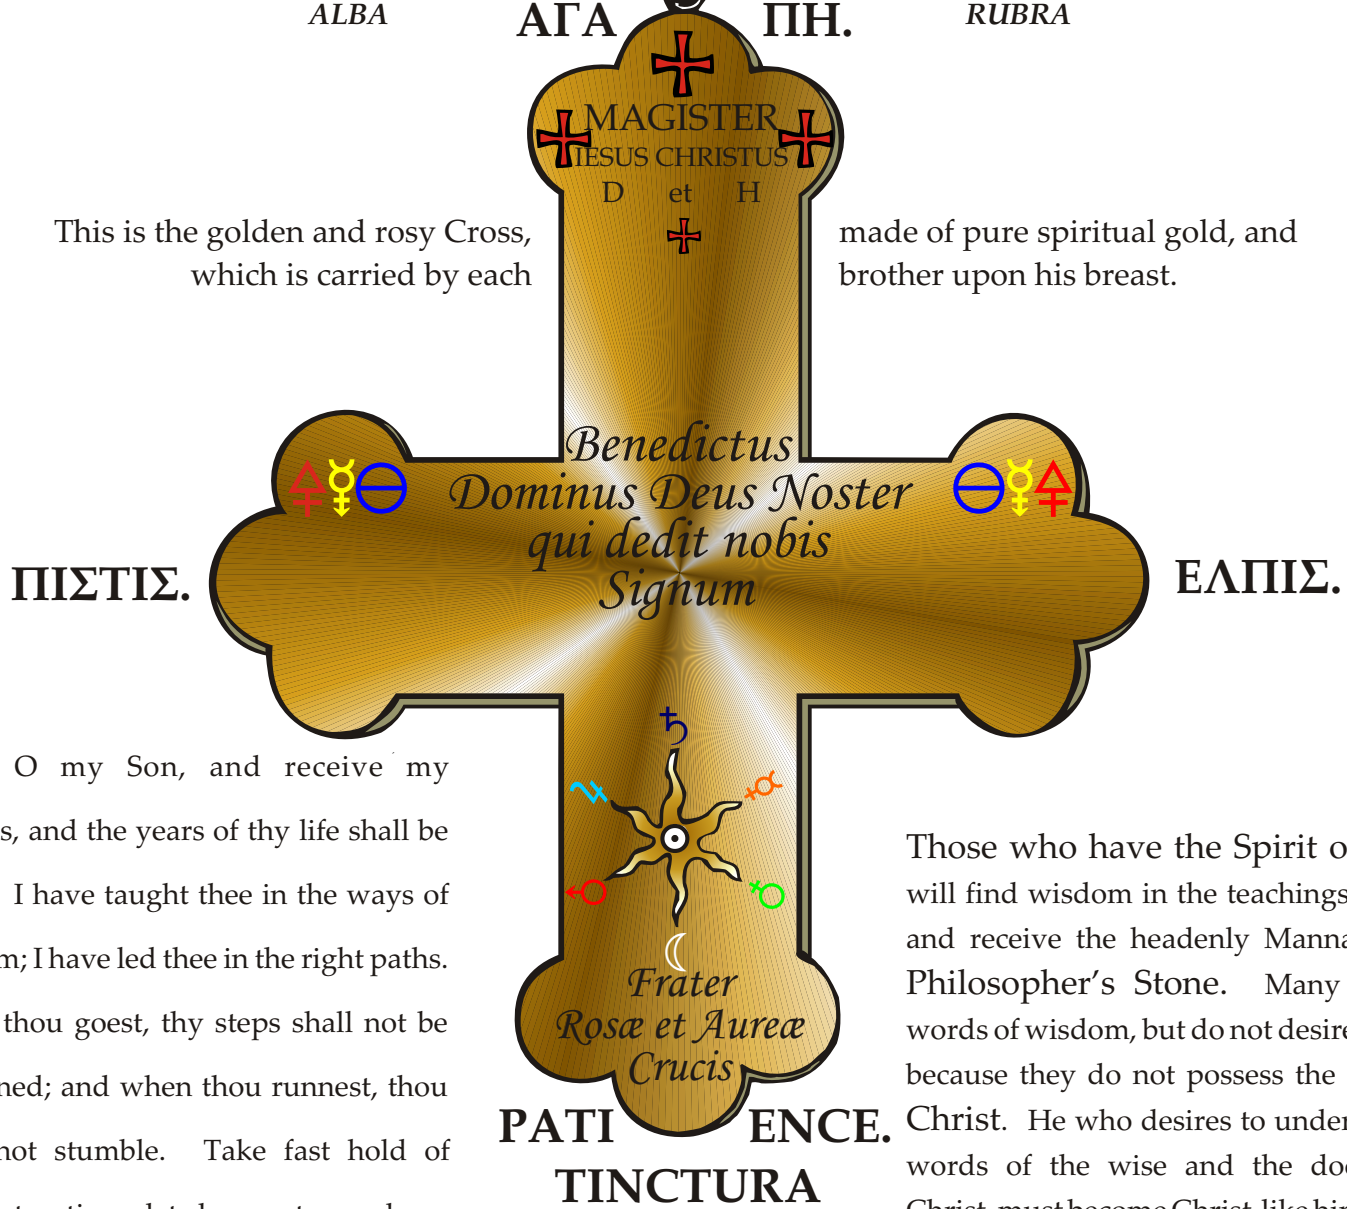 ALBA
ΑΓΑ ΠΗ.
RUBRA
MAGISTER
IESUS CHRISTUS
D et H
This is the golden and rosy Cross,
which is carried by each
made of pure spiritual gold, and
brother upon his breast.
Benedictus
Dominus Deus Noster
qui dedit nobis
Signum
ΠΙΣΤΙΣ.
ΕΛΠΙΣ.
O my Son, and receive my
s, and the years of thy life shall be
I have taught thee in the ways of
m; I have led thee in the right paths.
thou goest, thy steps shall not be
ned; and when thou runnest, thou
not stumble. Take fast hold of
Those who have the Spirit o
will find wisdom in the teachings
and receive the headenly Manna
Philosopher's Stone. Many
words of wisdom, but do not desire
because they do not possess the
Christ. He who desires to under
words of the wise and the doc
Christ, must become Christ-like hi
Frater
Rosæ et Aureæ
Crucis
PATI ENCE.
TINCTURA